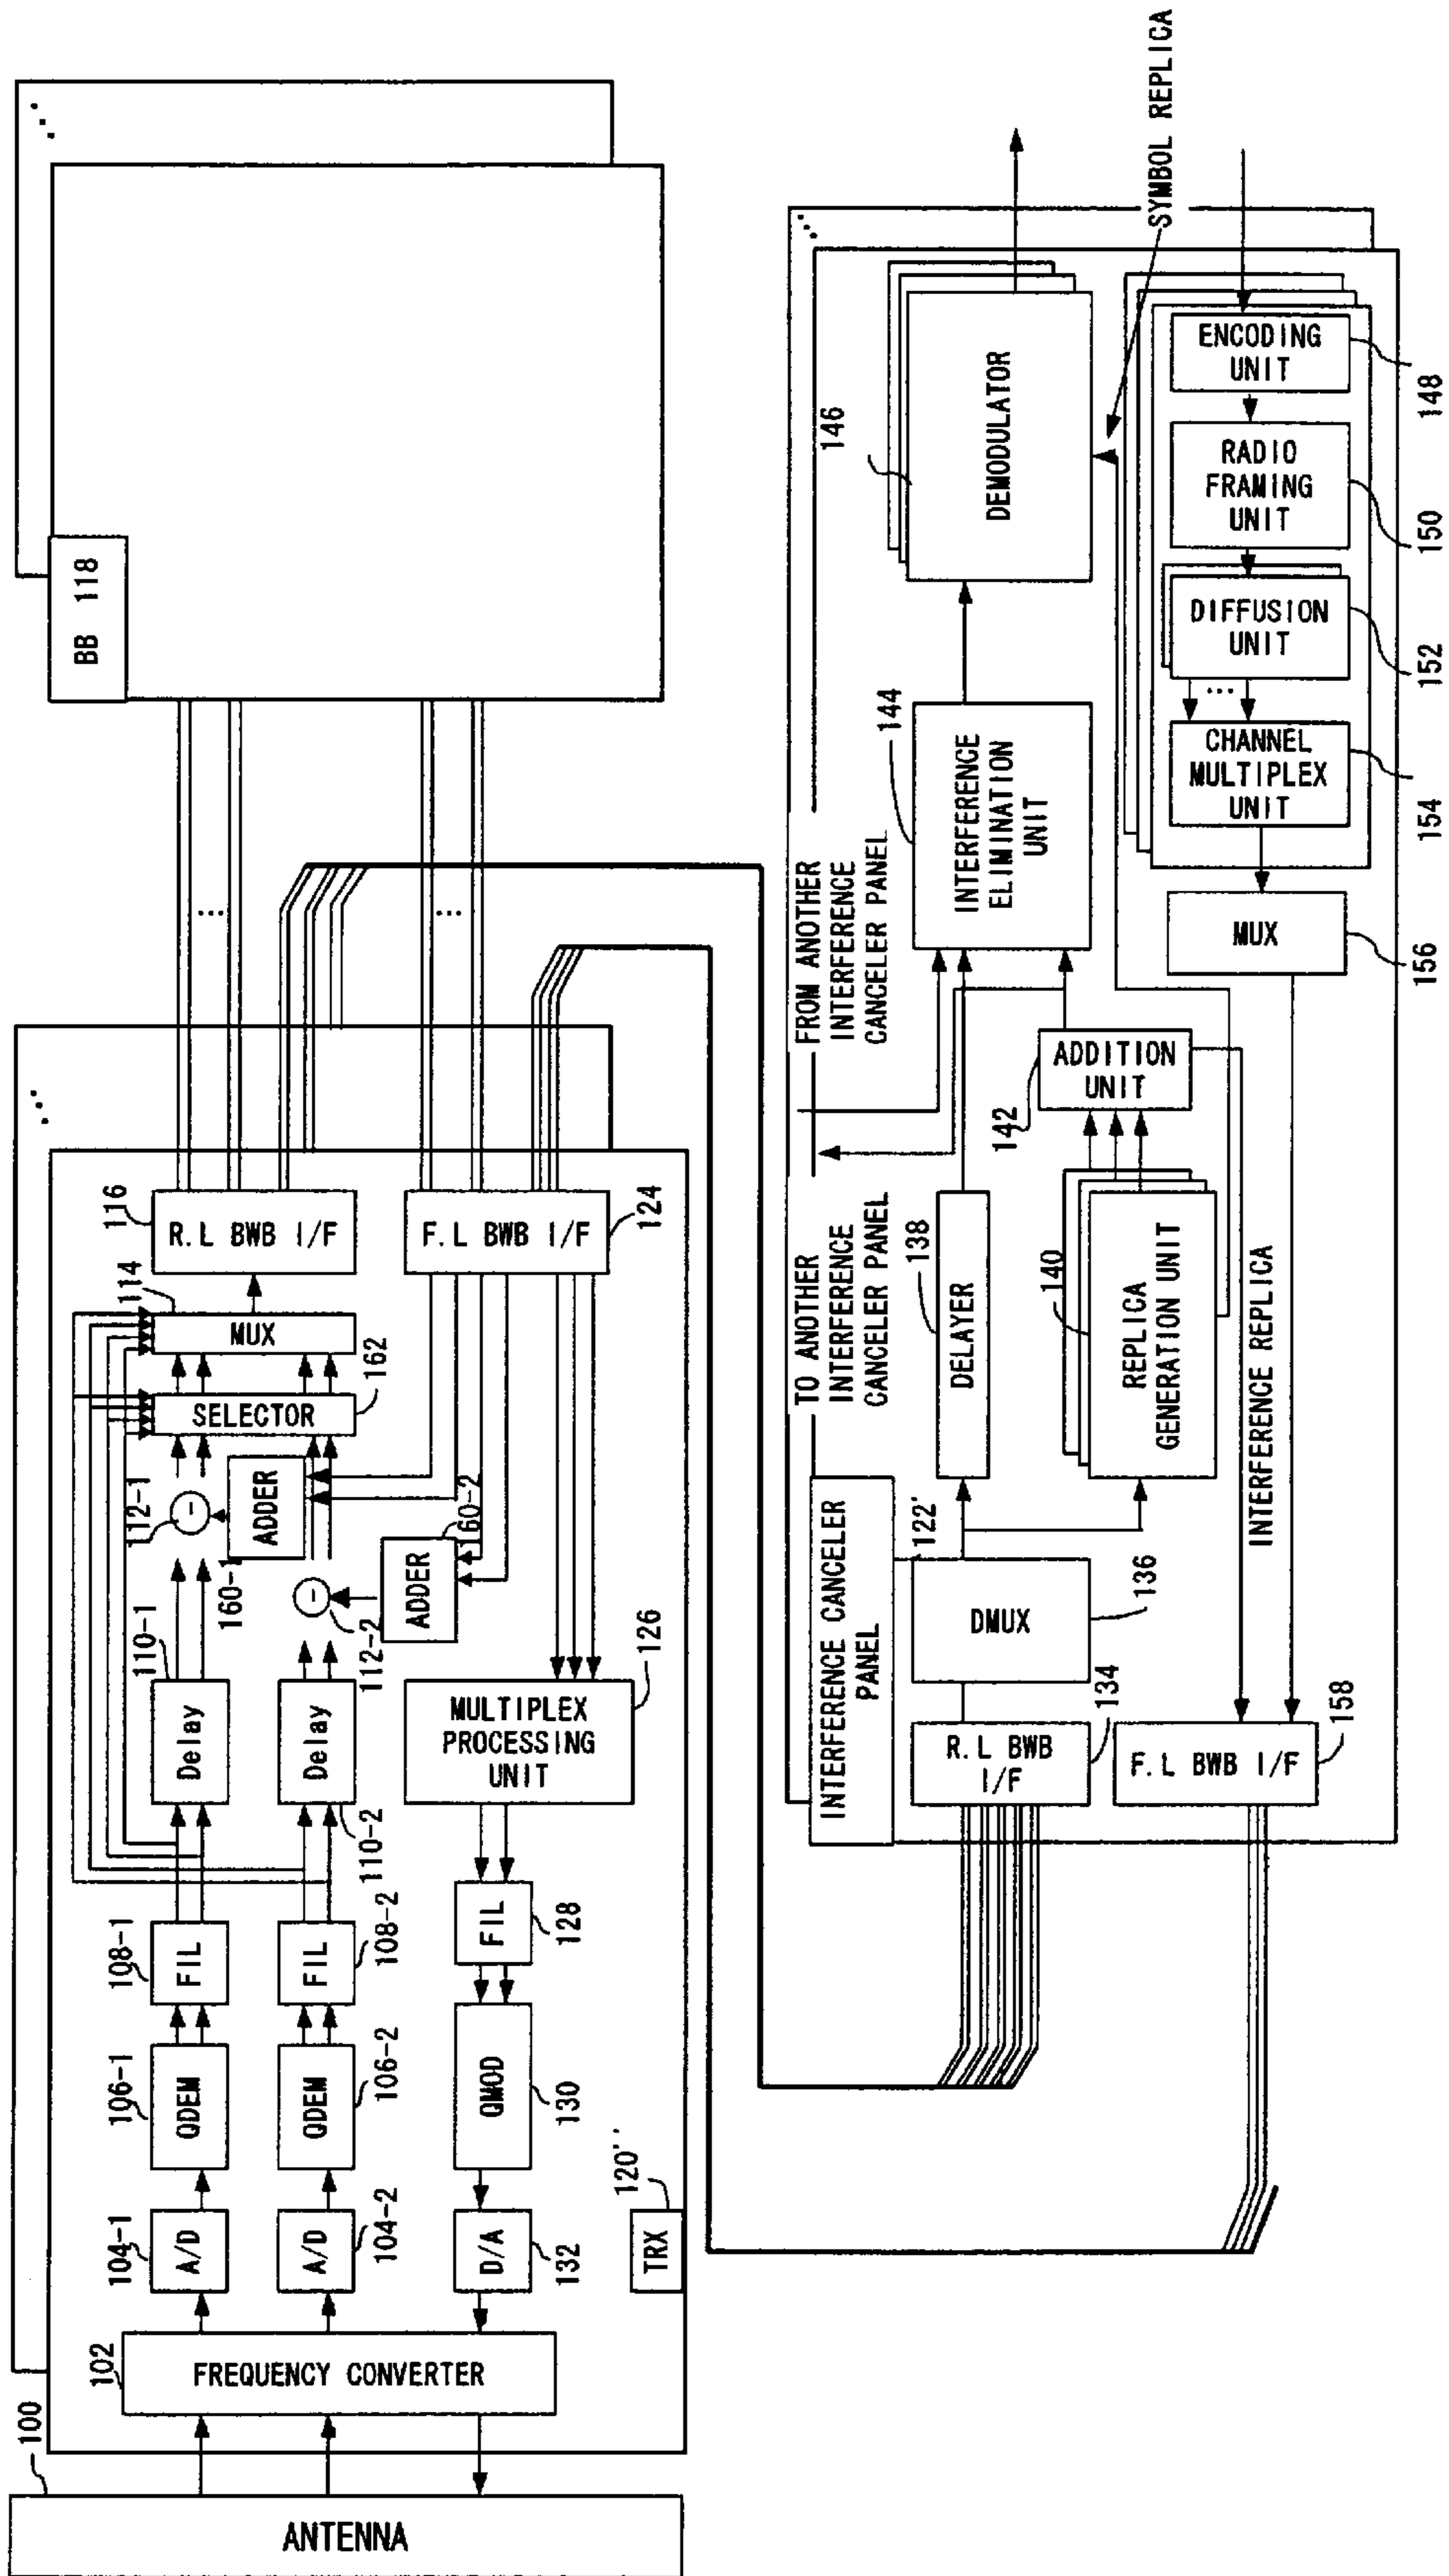 100
ANTENNA
102
FREQUENCY CONVERTER
104-1
A/D
104-2
A/D
106-1
QDEM
106-2
QDEM
108-1
FIL
108-2
FIL
110-1
Delay
110-2
Delay
112-1
-
112-2
-
160-1
ADDER
160-2
ADDER
162
SELECTOR
114
MUX
116
R.L BWB I/F
124
F.L BWB I/F
126
MULTIPLEX
PROCESSING
UNIT
128
FIL
130
QMOD
132
D/A
TRX
120''
BB 118
INTERFERENCE CANCELER
PANEL
122'
134
R.L BWB
I/F
136
DMUX
138
DELAYER
140
REPLICA
GENERATION UNIT
142
ADDITION
UNIT
144
INTERFERENCE
ELIMINATION
UNIT
146
DEMODULATOR
TO ANOTHER
INTERFERENCE
CANCELER PANEL
FROM ANOTHER
INTERFERENCE
CANCELER PANEL
SYMBOL REPLICA
INTERFERENCE REPLICA
ENCODING
UNIT
148
RADIO
FRAMING
UNIT
150
DIFFUSION
UNIT
152
CHANNEL
MULTIPLEX
UNIT
154
MUX
156
F.L BWB I/F
158